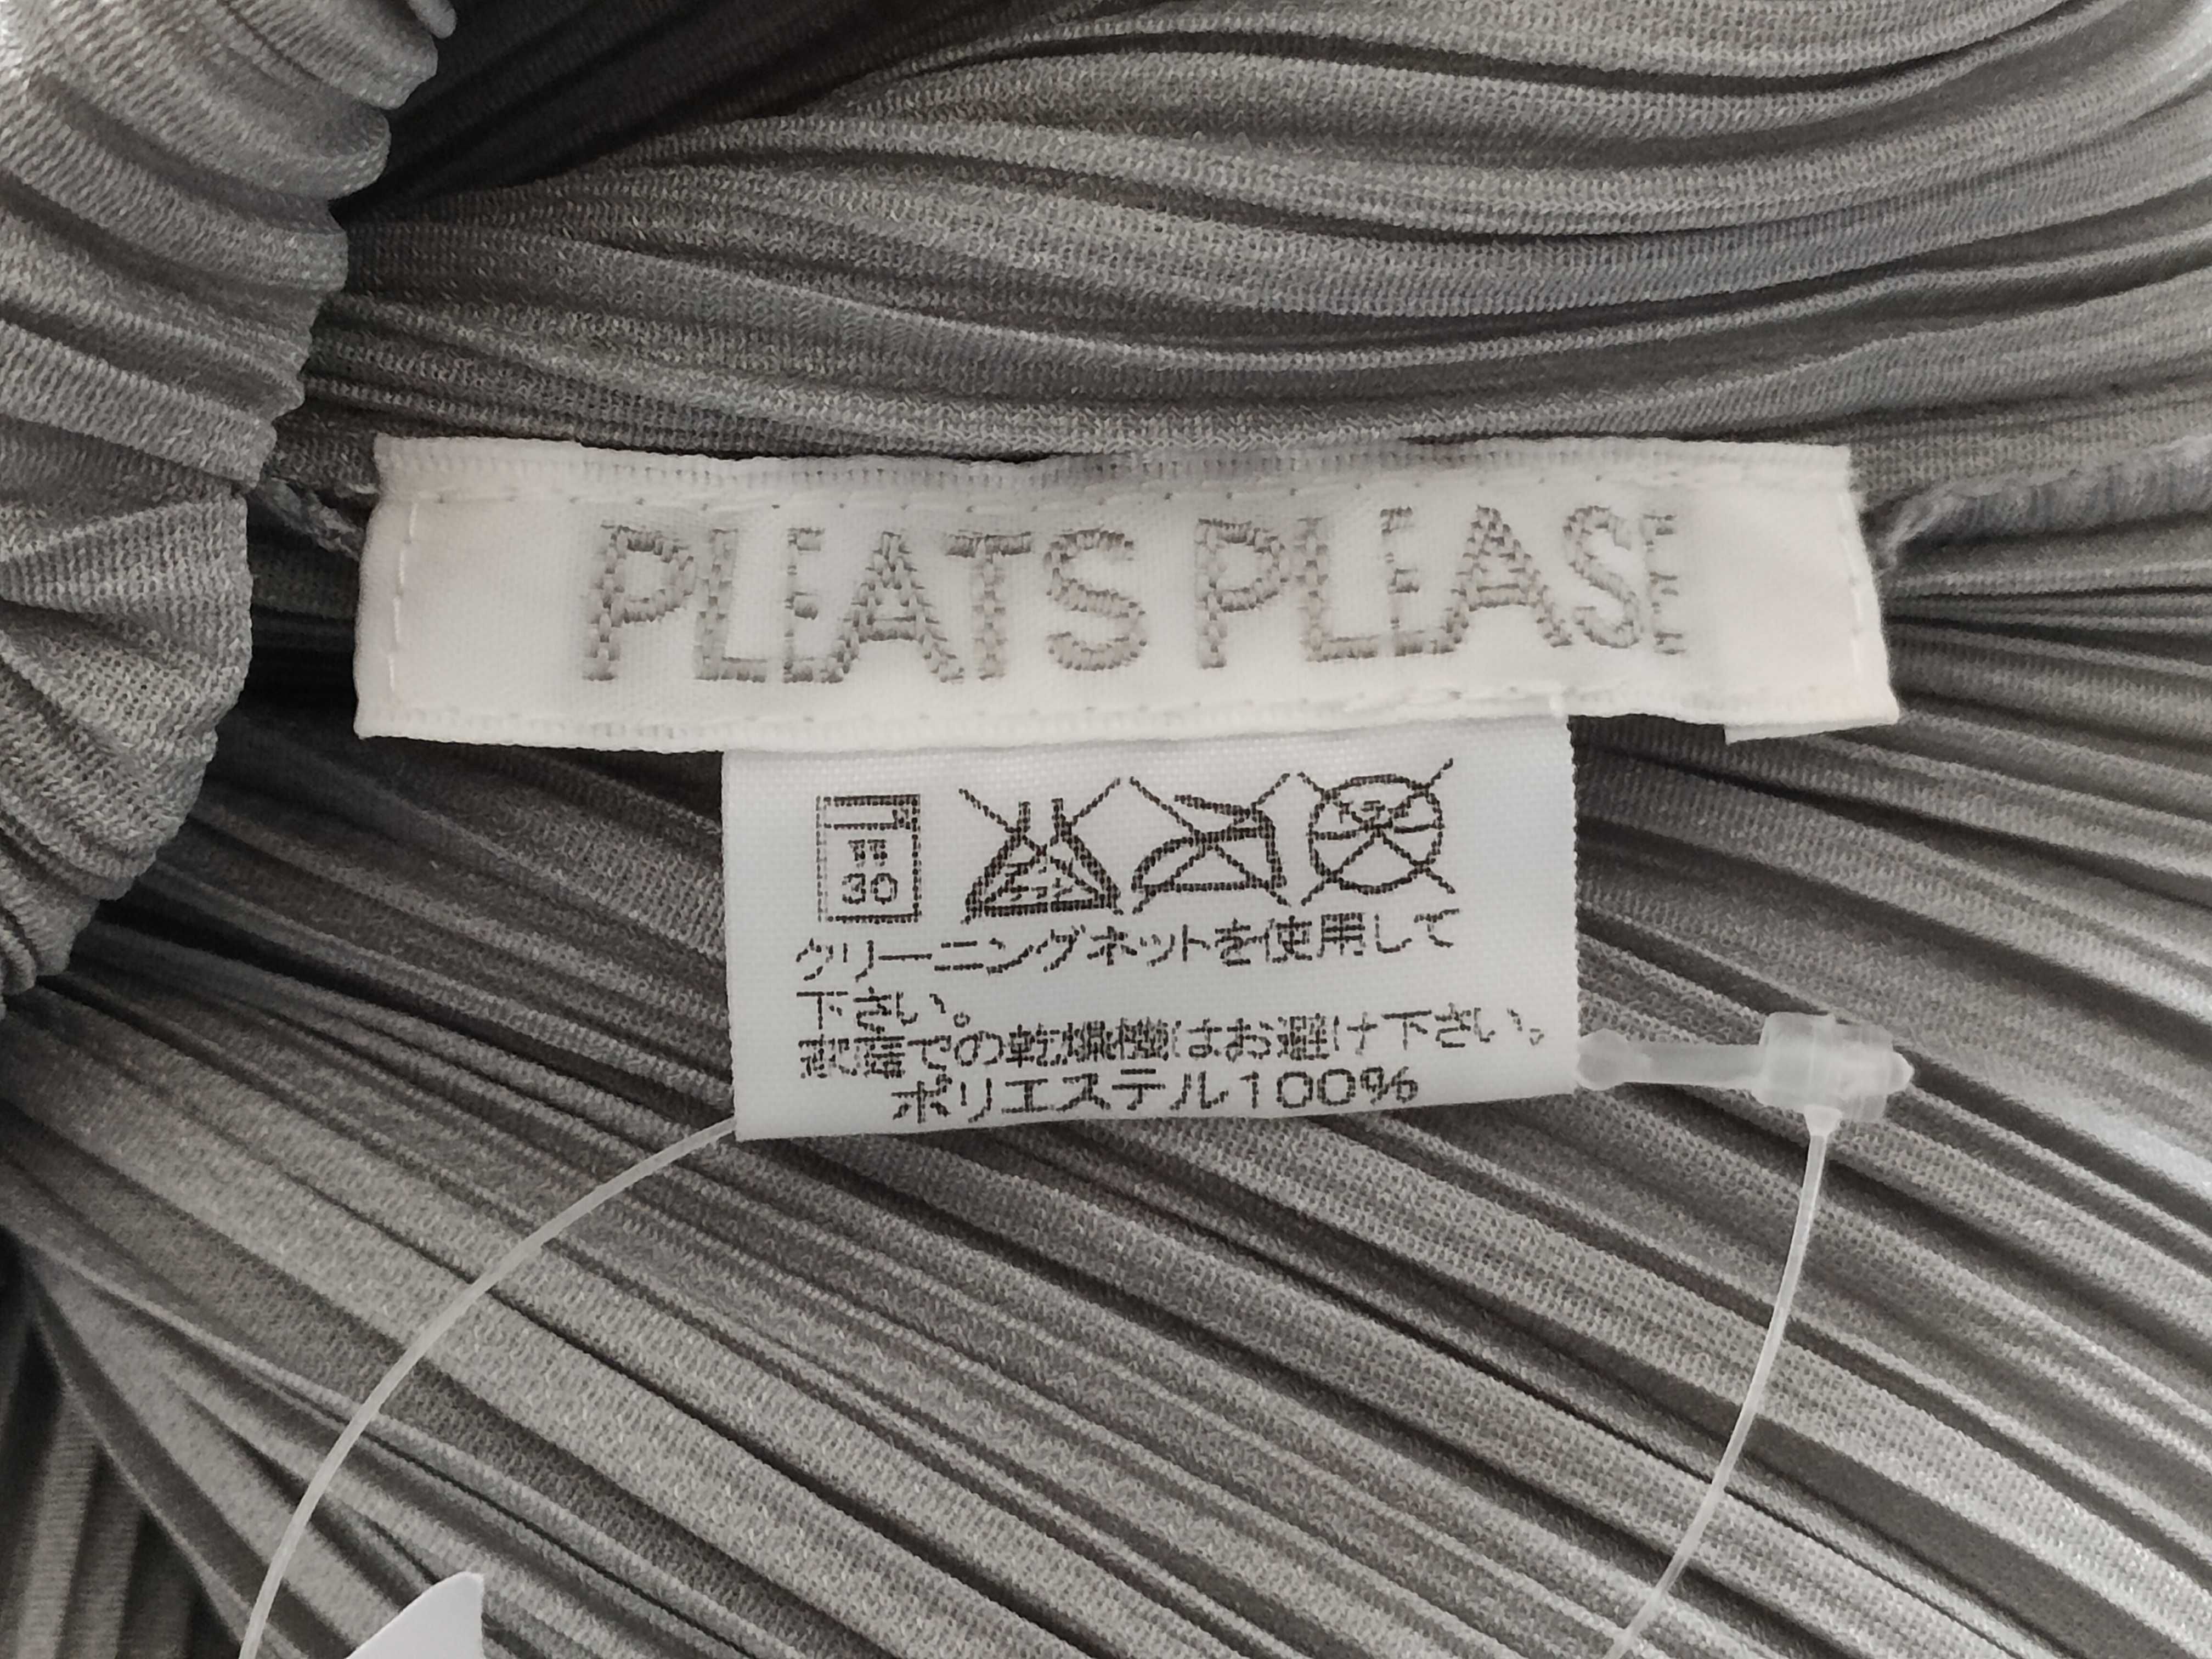 PLEATS PLEASE
弱
30
クリーニングネットを使用して
下さい。
家庭での乾燥機はお避け下さい。
ポリエステル100%